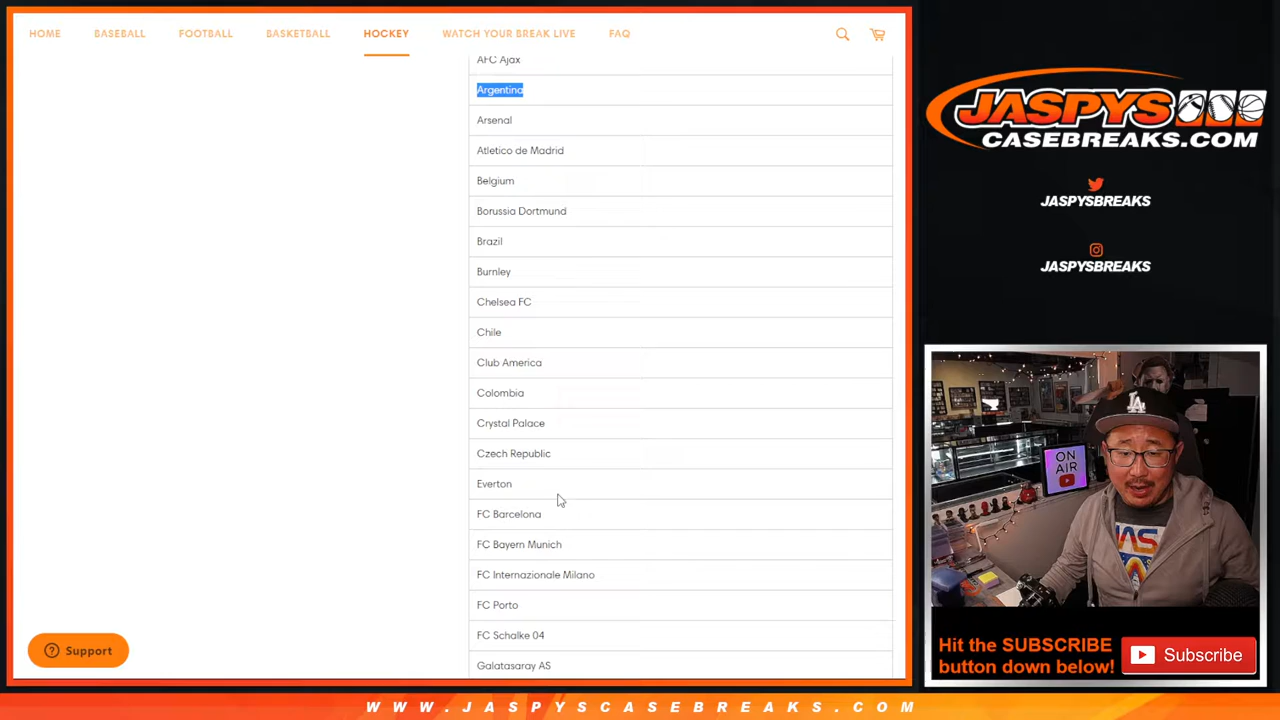 HOME BASEBALL FOOTBALL BASKETBALL HOCKEY WATCH YOUR BREAK LIVE FAQ
AFC Ajax
Argentina
Arsenal
Atletico de Madrid
Belgium
Borussia Dortmund
Brazil
Burnley
Chelsea FC
Chile
Club America
Colombia
Crystal Palace
Czech Republic
Everton
FC Barcelona
FC Bayern Munich
FC Internazionale Milano
FC Porto
FC Schalke 04
Galatasaray AS
Support
JASPYS
CASEBREAKS.COM
JASPYSBREAKS
JASPYSBREAKS
LA
ON
AIR
Hit the SUBSCRIBE
button down below!
Subscribe
WWW.JASPYSCASEBREAKS.COM